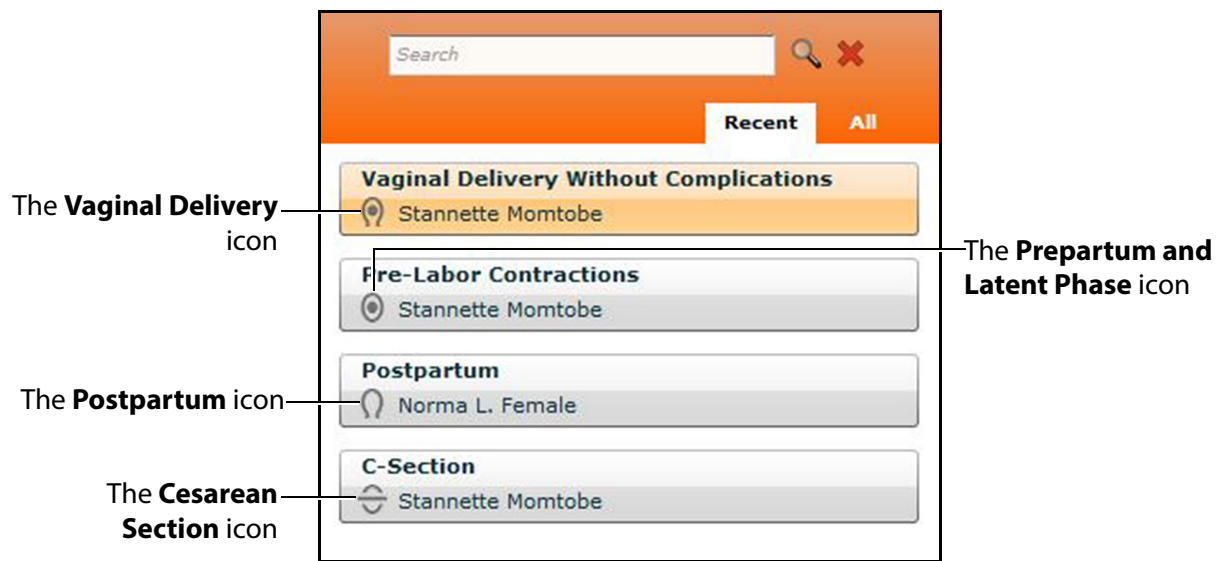 Search
Recent
All
Vaginal Delivery Without Complications
Stannette Momtobe
Pre-Labor Contractions
Stannette Momtobe
Postpartum
Norma L. Female
C-Section
Stannette Momtobe
The Vaginal Delivery
icon
The Prepartum and
Latent Phase icon
The Postpartum icon
The Cesarean
Section icon